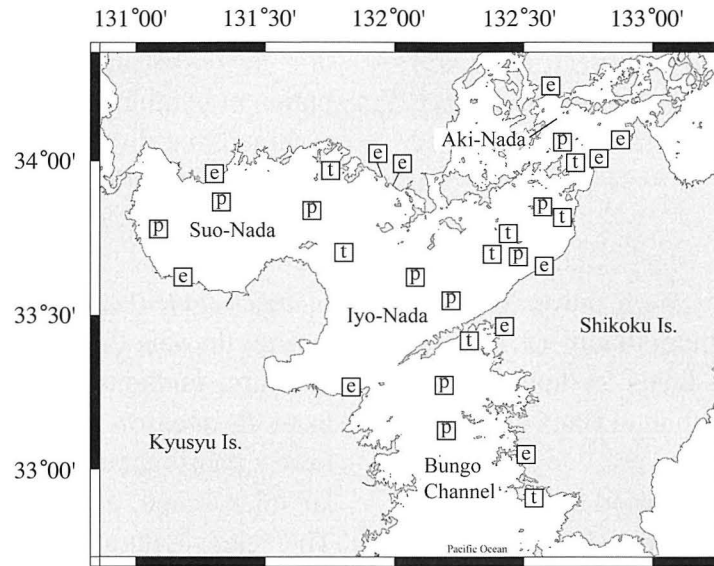 131°00' 131°30' 132°00' 132°30' 133°00'
e
Aki-Nada p
34°00' e e e
e t e t
p p p t
p Suo-Nada t
t t p e
e p
33°30' Iyo-Nada p
e Shikoku Is.
t
e p
Kyusyu Is. p
33°00' Bungo e
Channel t
Pacific Ocean